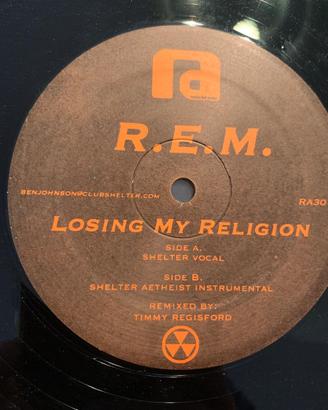 ra
R.E.M.
BENJOHNSON@CLUBSHELTER.COM
RA30
LOSING MY RELIGION
SIDE A.
SHELTER VOCAL
SIDE B.
SHELTER AETHEIST INSTRUMENTAL
REMIXED BY:
TIMMY REGISFORD